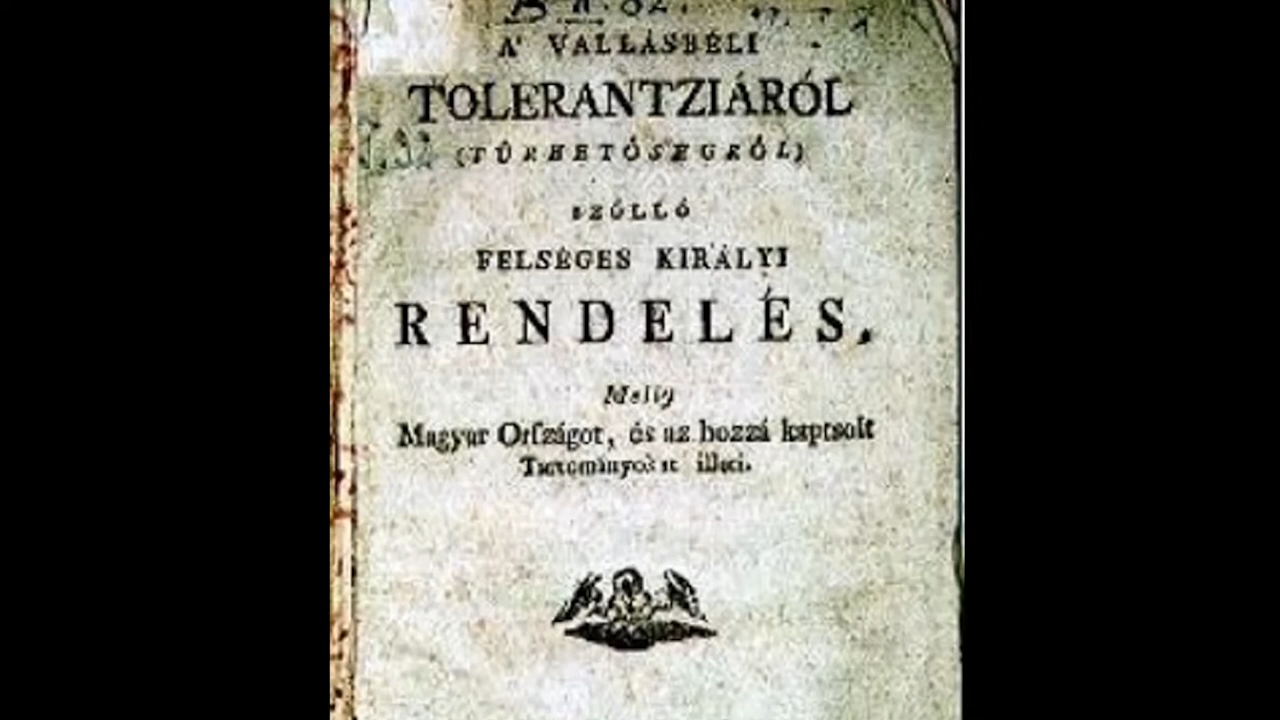 A' VALLÁSBÉLI
TOLERANTZIÁRÓL
(TŰRHETŐSÉGRŐL)
SZÓLLÓ
FELSÉGES KIRÁLYI
RENDELÉS,
Melly
Magyar Orſzágot, és az hozzá kaptsolt
Tartományokat illeti.